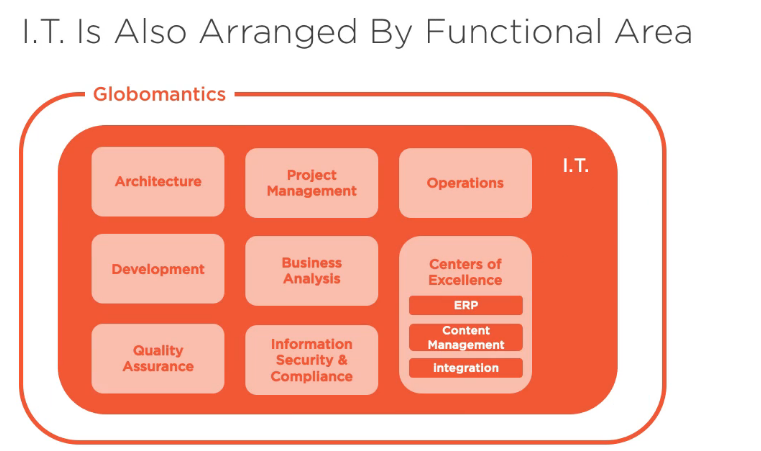 I.T. Is Also Arranged By Functional Area
Globomantics
I.T.
Architecture
Project
Management
Operations
Development
Business
Analysis
Centers of
Excellence
ERP
Content
Management
Integration
Quality
Assurance
Information
Security &
Compliance